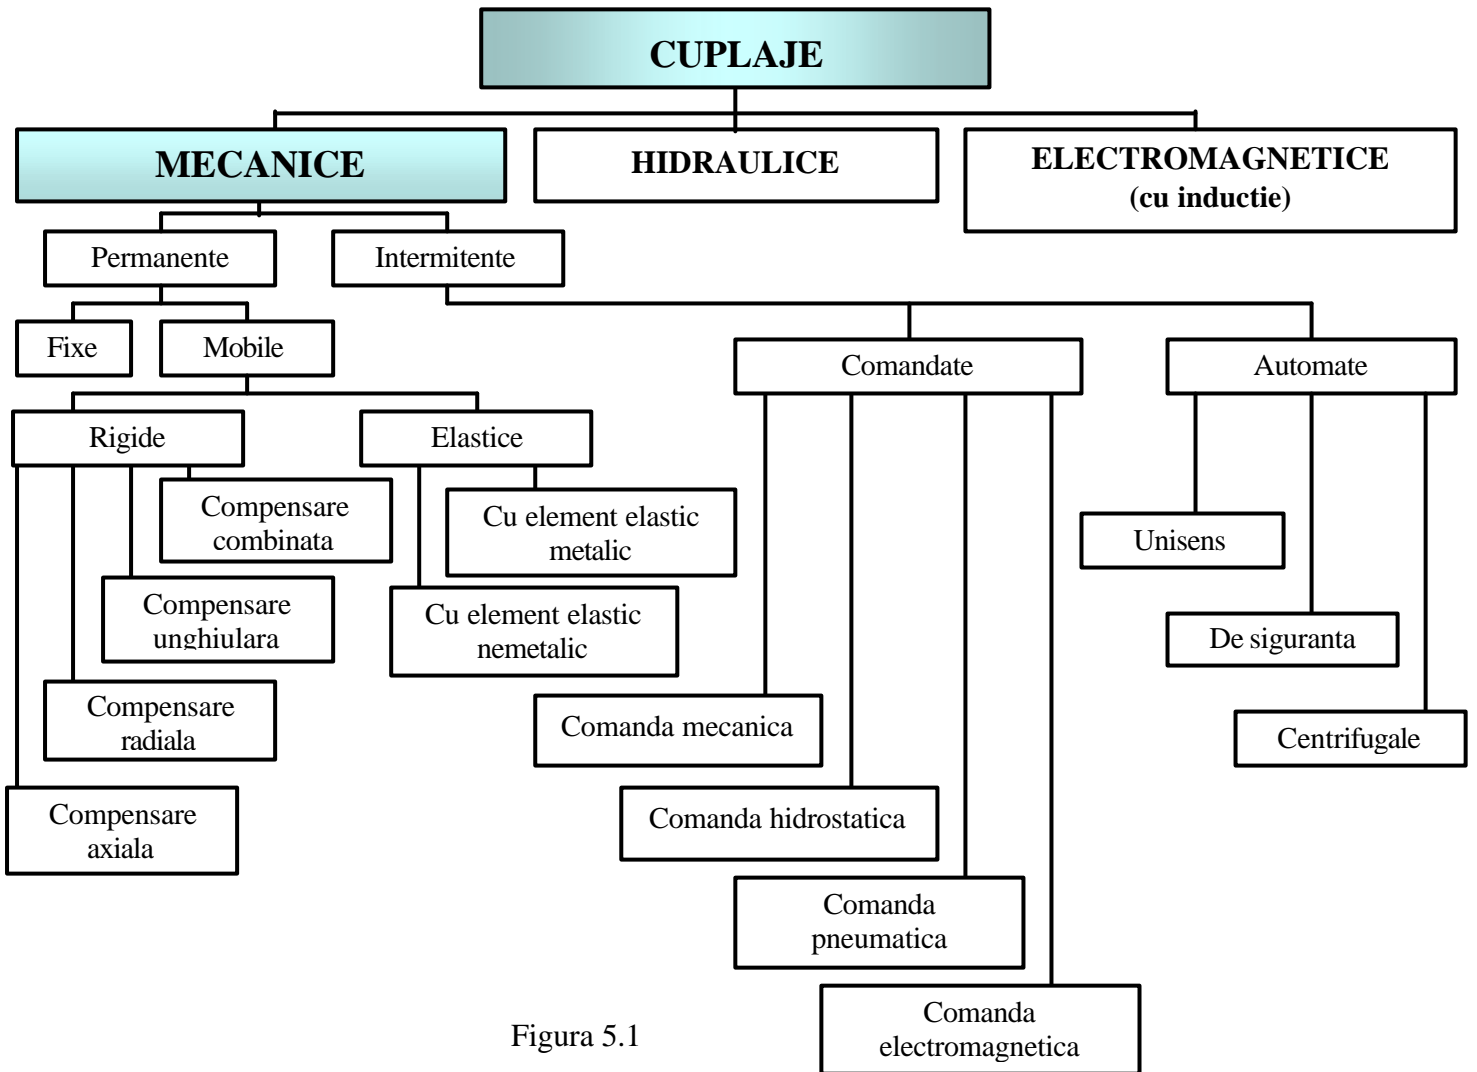 CUPLAJE
MECANICE
HIDRAULICE
ELECTROMAGNETICE
(cu inductie)
Permanente
Intermitente
Fixe
Mobile
Comandate
Automate
Rigide
Elastice
Compensare
combinata
Cu element elastic
metalic
Unisens
Compensare
unghiulara
Cu element elastic
nemetalic
De siguranta
Compensare
radiala
Comanda mecanica
Centrifugale
Compensare
axiala
Comanda hidrostatica
Comanda
pneumatica
Comanda
electromagnetica
Figura 5.1